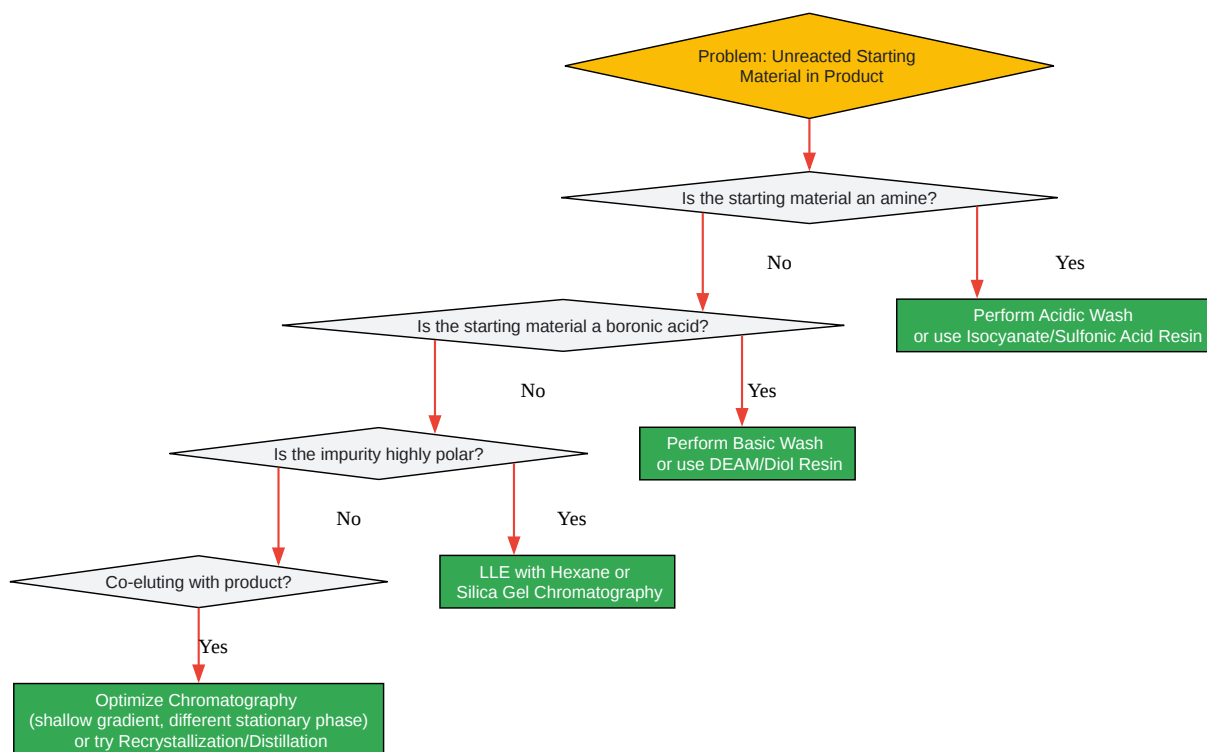 Problem: Unreacted Starting
Material in Product
Is the starting material an amine?
No
Yes
Perform Acidic Wash
or use Isocyanate/Sulfonic Acid Resin
Is the starting material a boronic acid?
No
Yes
Perform Basic Wash
or use DEAM/Diol Resin
Is the impurity highly polar?
No
Yes
LLE with Hexane or
Silica Gel Chromatography
Co-eluting with product?
Yes
Optimize Chromatography
(shallow gradient, different stationary phase)
or try Recrystallization/Distillation